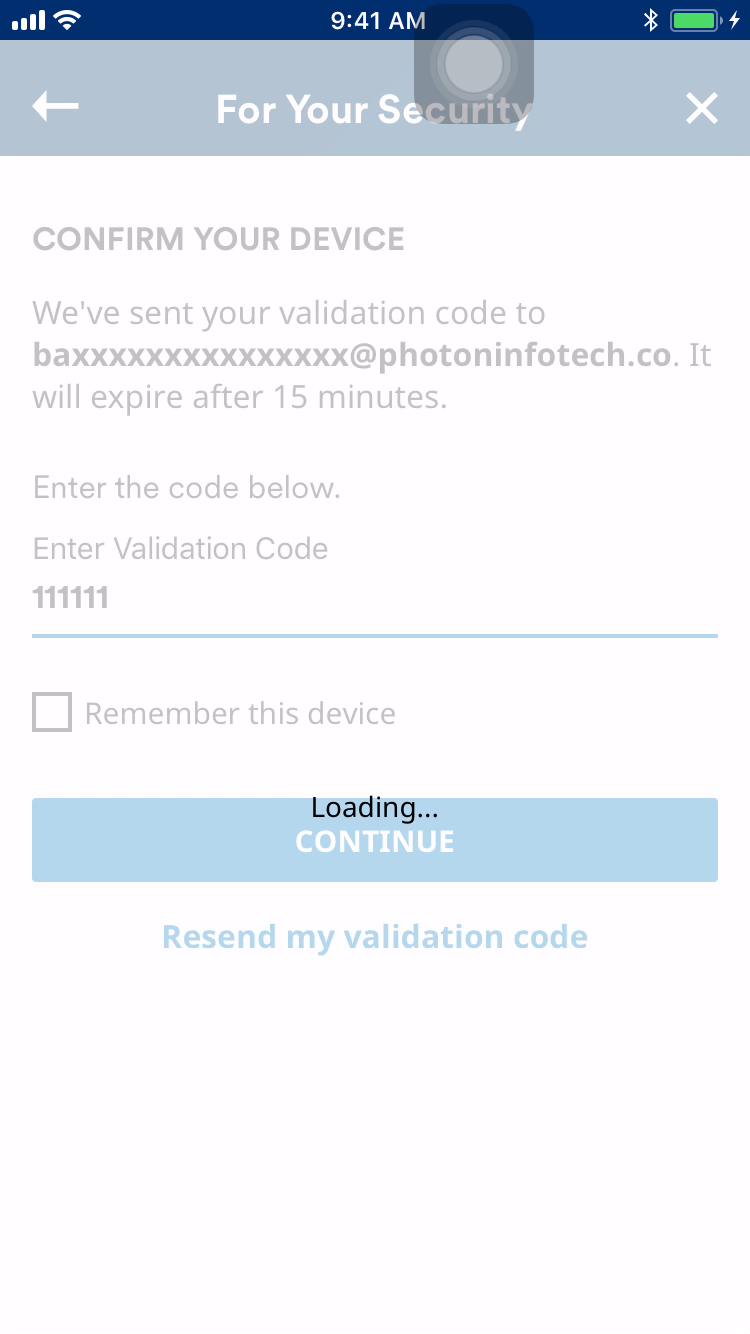 9:41 AM
For Your Security
CONFIRM YOUR DEVICE
We've sent your validation code to
baxxxxxxxxxxxxxxx@photoninfotech.co. It
will expire after 15 minutes.
Enter the code below.
Enter Validation Code
111111
Remember this device
Loading...
CONTINUE
Resend my validation code